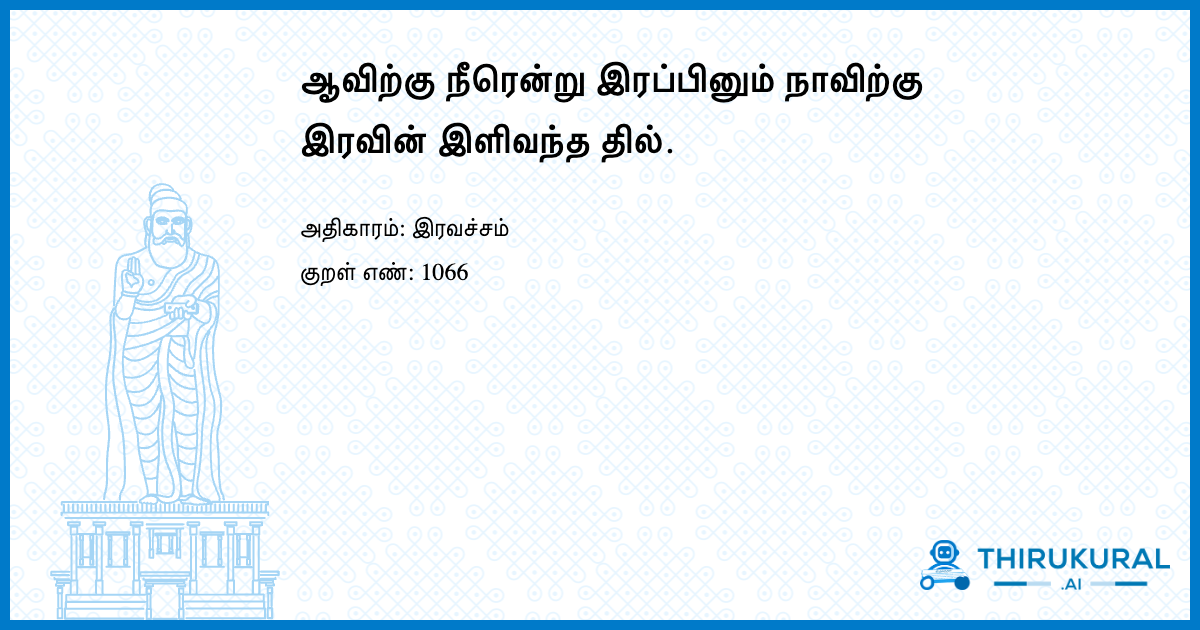 ஆவிற்கு நீரென்று இரப்பினும் நாவிற்கு
இரவின் இளிவந்த தில்.
அதிகாரம்: இரவச்சம்
குறள் எண்: 1066
THIRUKURAL
.AI